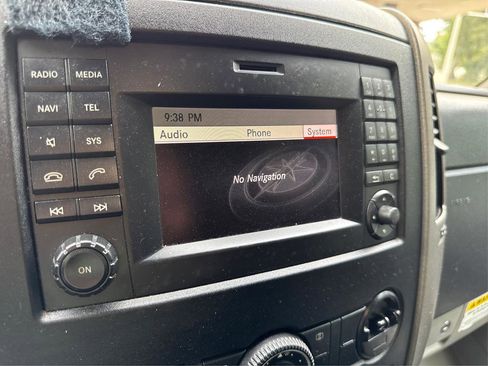 RADIO MEDIA
9:38 PM
NAVI TEL
Audio Phone System
SYS
No Navigation
ON